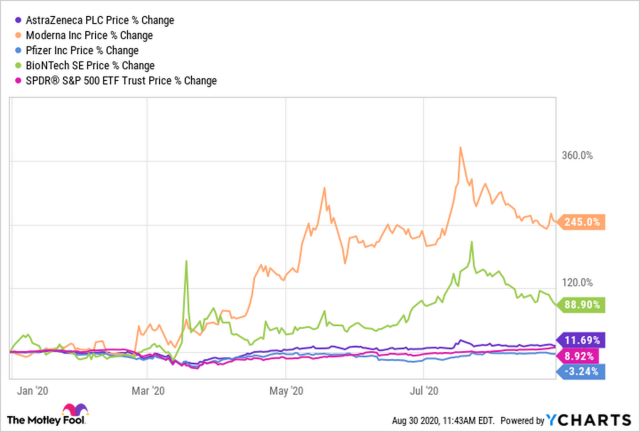 AstraZeneca PLC Price % Change
Moderna Inc Price % Change
Pfizer Inc Price % Change
BioNTech SE Price % Change
SPDR® S&P 500 ETF Trust Price % Change
360.0%
245.0%
120.0%
88.90%
11.69%
8.92%
-3.24%
Jan '20 Mar '20 May '20 Jul '20
The Motley Fool. Aug 30 2020, 11:43AM EDT. Powered by YCHARTS